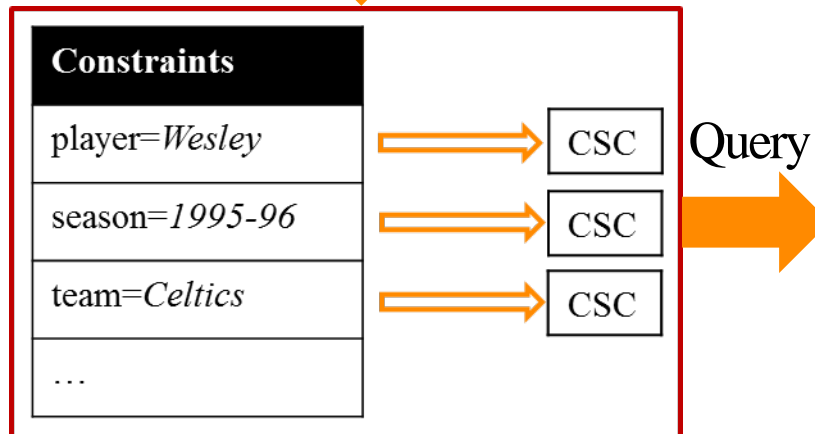 Constraints
player=Wesley
CSC
Query
season=1995-96
CSC
team=Celtics
CSC
…